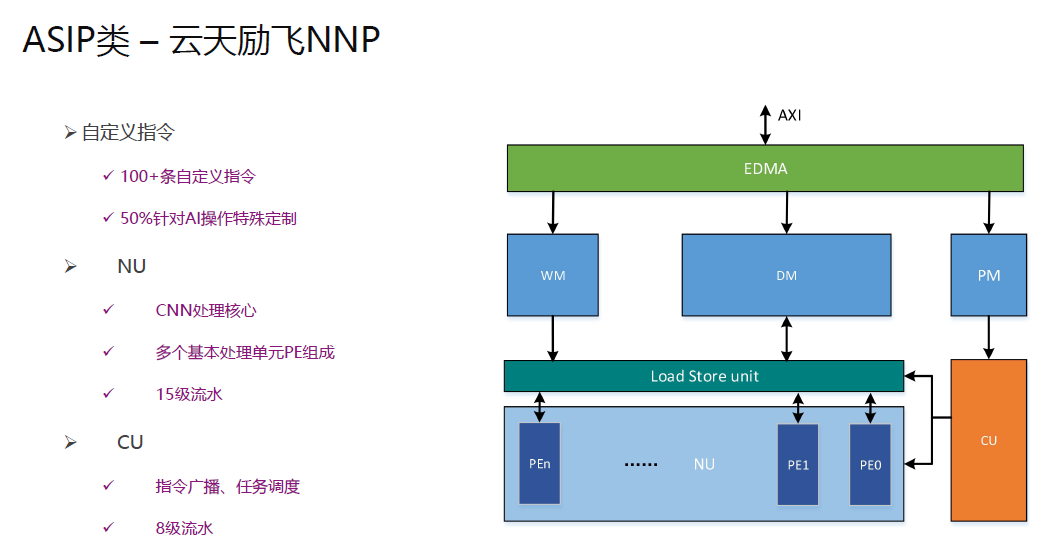 ASIP类 – 云天励飞NNP
自定义指令
100+条自定义指令
50%针对AI操作特殊定制
NU
CNN处理核心
多个基本处理单元PE组成
15级流水
CU
指令广播、任务调度
8级流水
AXI
EDMA
WM
DM
PM
Load Store unit
PEn
......
NU
PE1
PE0
CU